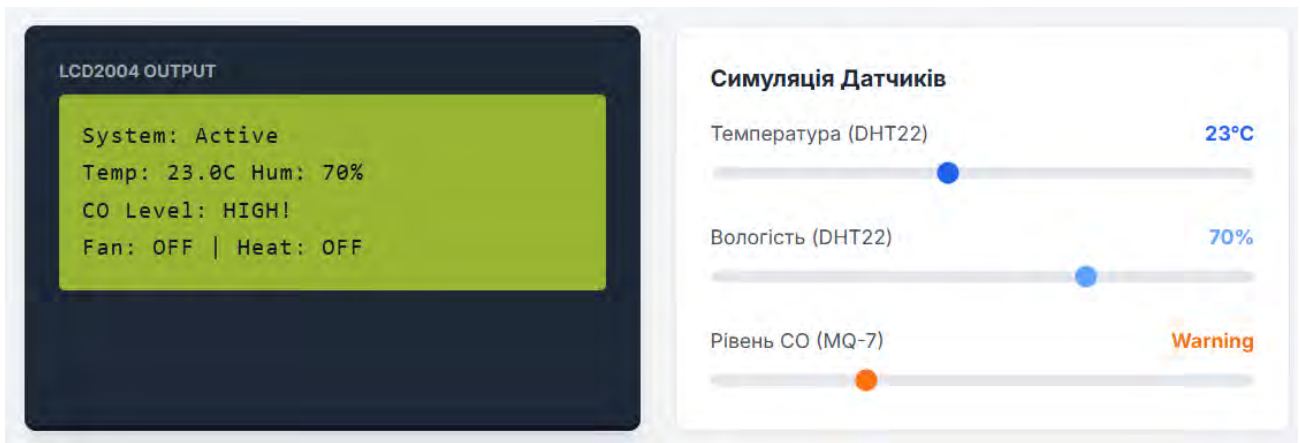 LCD2004 OUTPUT
System: Active
Temp: 23.0C Hum: 70%
CO Level: HIGH!
Fan: OFF | Heat: OFF
Симуляція Датчиків
Температура (DHT22) 23°C
Вологість (DHT22) 70%
Рівень CO (MQ-7) Warning